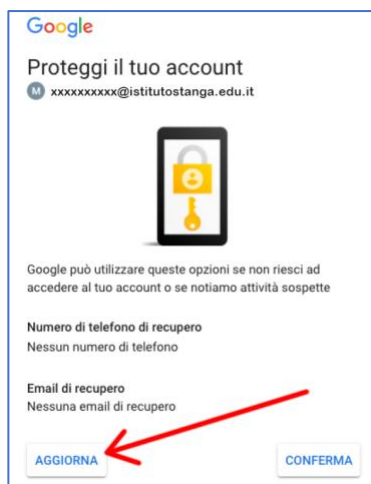 Google
Proteggi il tuo account
M xxxxxxxxxx@istitutostanga.edu.it
Google può utilizzare queste opzioni se non riesci ad
accedere al tuo account o se notiamo attività sospette
Numero di telefono di recupero
Nessun numero di telefono
Email di recupero
Nessuna email di recupero
AGGIORNA CONFERMA